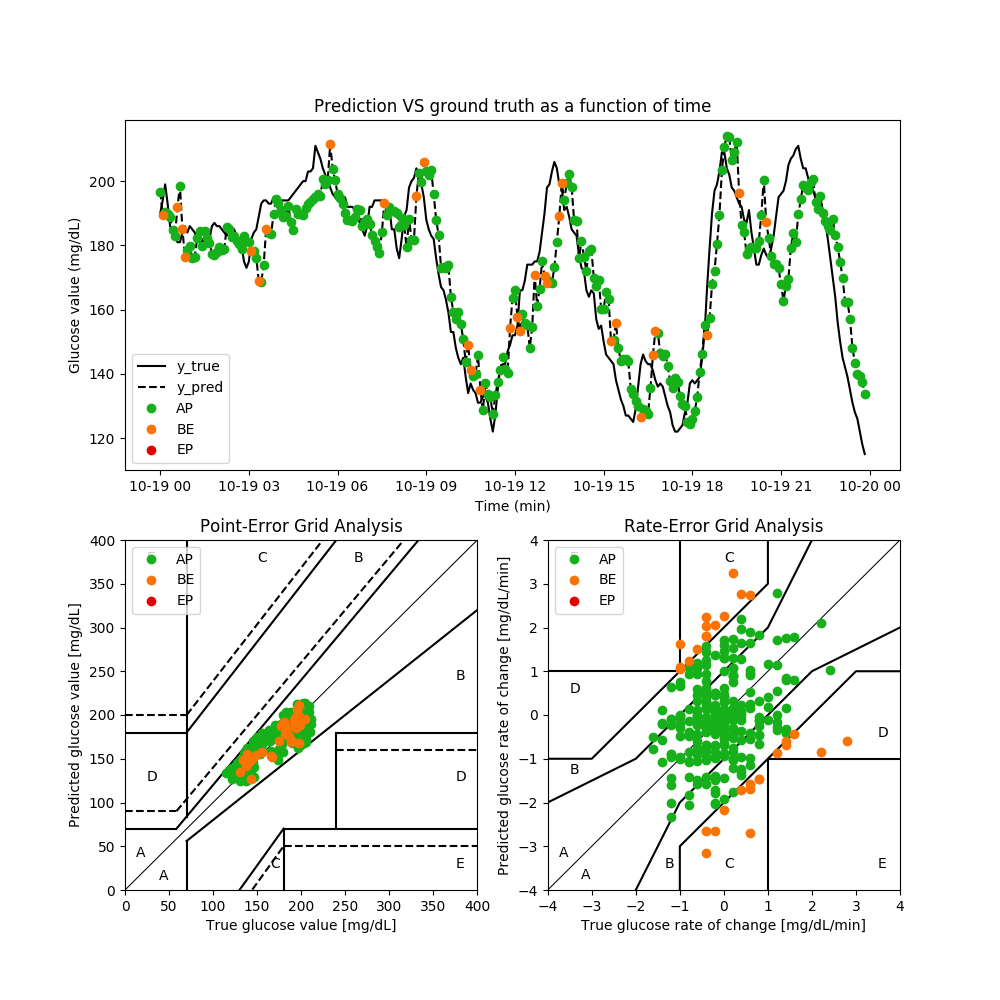 Prediction VS ground truth as a function of time
Glucose value (mg/dL)
200
180
160
140
120
y_true
y_pred
AP
BE
EP
10-19 00
10-19 03
10-19 06
10-19 09
10-19 12
10-19 15
10-19 18
10-19 21
10-20 00
Time (min)
Point-Error Grid Analysis
Predicted glucose value [mg/dL]
400
350
300
250
200
150
100
50
0
AP
BE
EP
C
B
B
D
D
A
A
C
E
0
50
100
150
200
250
300
350
400
True glucose value [mg/dL]
Rate-Error Grid Analysis
Predicted glucose rate of change [mg/dL/min]
4
3
2
1
0
−1
−2
−3
−4
AP
BE
EP
C
D
D
B
A
A
B
C
E
−4
−3
−2
−1
0
1
2
3
4
True glucose rate of change [mg/dL/min]